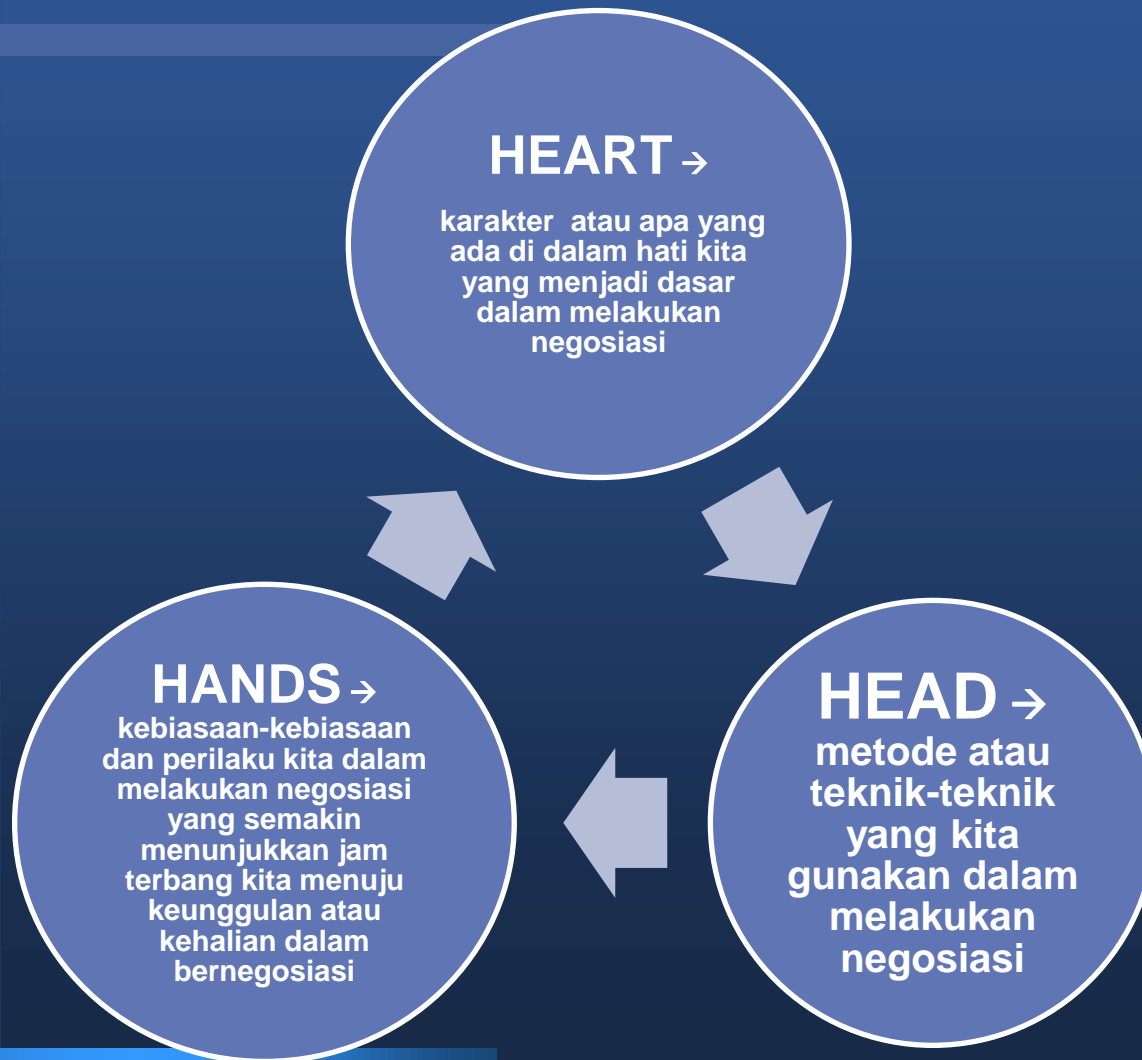 HEART →
karakter atau apa yang
ada di dalam hati kita
yang menjadi dasar
dalam melakukan
negosiasi
HEAD →
metode atau
teknik-teknik
yang kita
gunakan dalam
melakukan
negosiasi
HANDS →
kebiasaan-kebiasaan
dan perilaku kita dalam
melakukan negosiasi
yang semakin
menunjukkan jam
terbang kita menuju
keunggulan atau
kehalian dalam
bernegosiasi